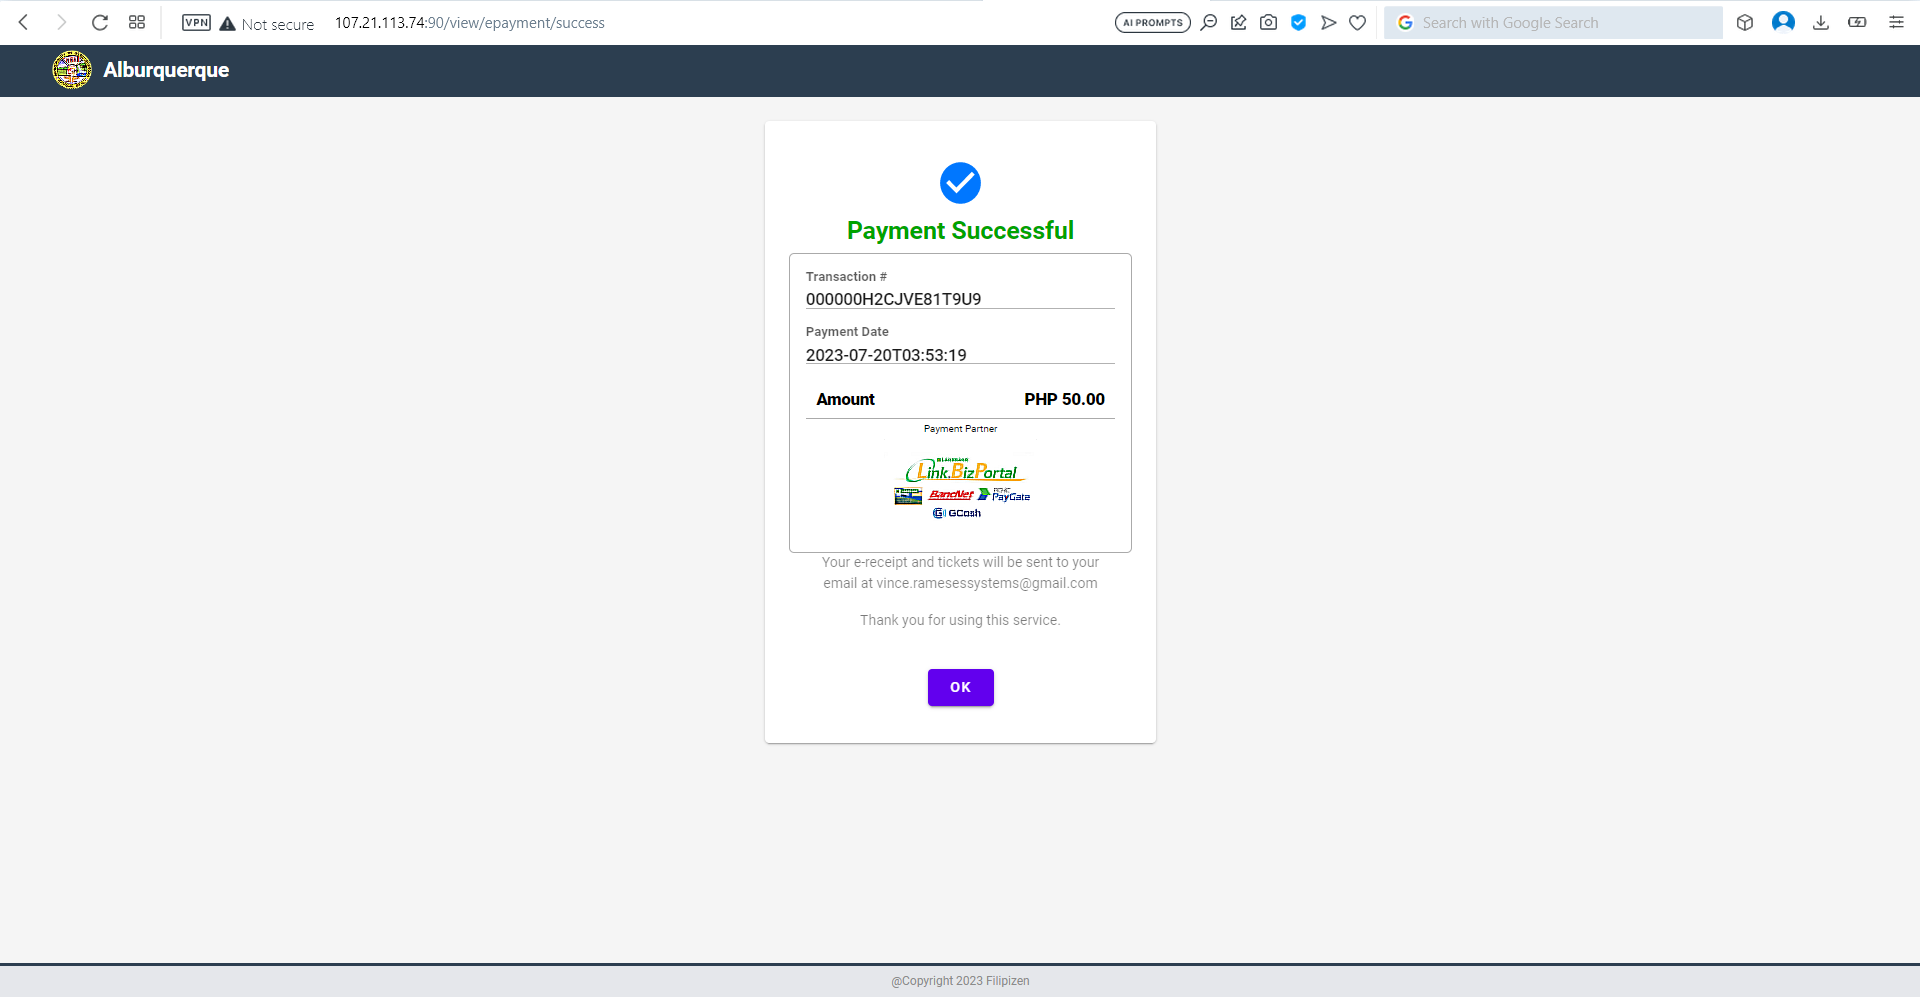 VPN
Not secure
107.21.113.74:90/view/epayment/success
AI PROMPTS
Search with Google Search
Alburquerque
Payment Successful
Transaction #
000000H2CJVE81T9U9
Payment Date
2023-07-20T03:53:19
Amount PHP 50.00
Payment Partner
Link.BizPortal
BancNet PayGate
GCash
Your e-receipt and tickets will be sent to your
email at vince.ramesessystems@gmail.com
Thank you for using this service.
OK
@Copyright 2023 Filipizen